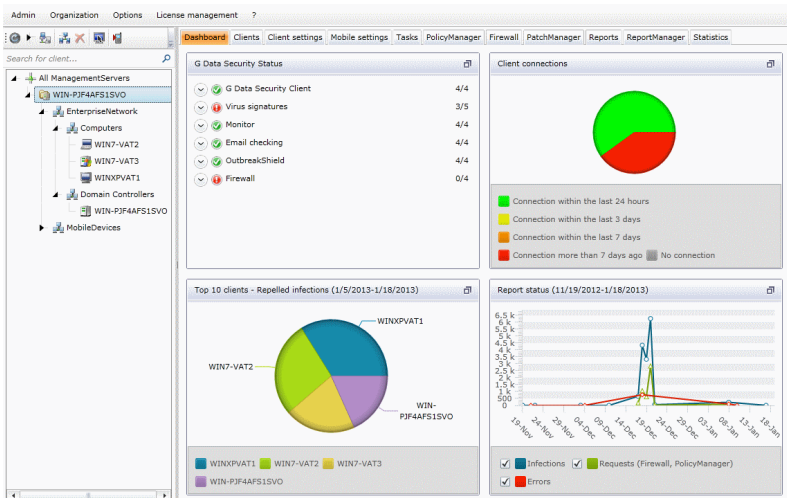 Admin Organization Options License management ?
Dashboard Clients Client settings Mobile settings Tasks PolicyManager Firewall PatchManager Reports ReportManager Statistics
Search for client...
All ManagementServers
WIN-PJF4AFS1SVO
EnterpriseNetwork
Computers
WIN7-VAT2
WIN7-VAT3
WINXPVAT1
Domain Controllers
WIN-PJF4AFS1SVO
MobileDevices
G Data Security Status
G Data Security Client 4/4
Virus signatures 3/5
Monitor 4/4
Email checking 4/4
OutbreakShield 4/4
Firewall 0/4
Client connections
Connection within the last 24 hours
Connection within the last 3 days
Connection within the last 7 days
Connection more than 7 days ago No connection
Top 10 clients - Repelled infections (1/5/2013-1/18/2013)
WINXPVAT1
WIN7-VAT2
WIN-
PJF4AFS1SVO
WINXPVAT1 WIN7-VAT2 WIN7-VAT3
WIN-PJF4AFS1SVO
Report status (11/19/2012-1/18/2013)
6,5 k
6 k
5,5 k
5 k
4,5 k
4 k
3,5 k
3 k
2,5 k
2 k
1,5 k
1 k
500
0
19-Nov 24-Nov 29-Nov 04-Dec 09-Dec 14-Dec 19-Dec 24-Dec 29-Dec 03-Jan 08-Jan 13-Jan 18-Jan
Infections Requests (Firewall, PolicyManager)
Errors